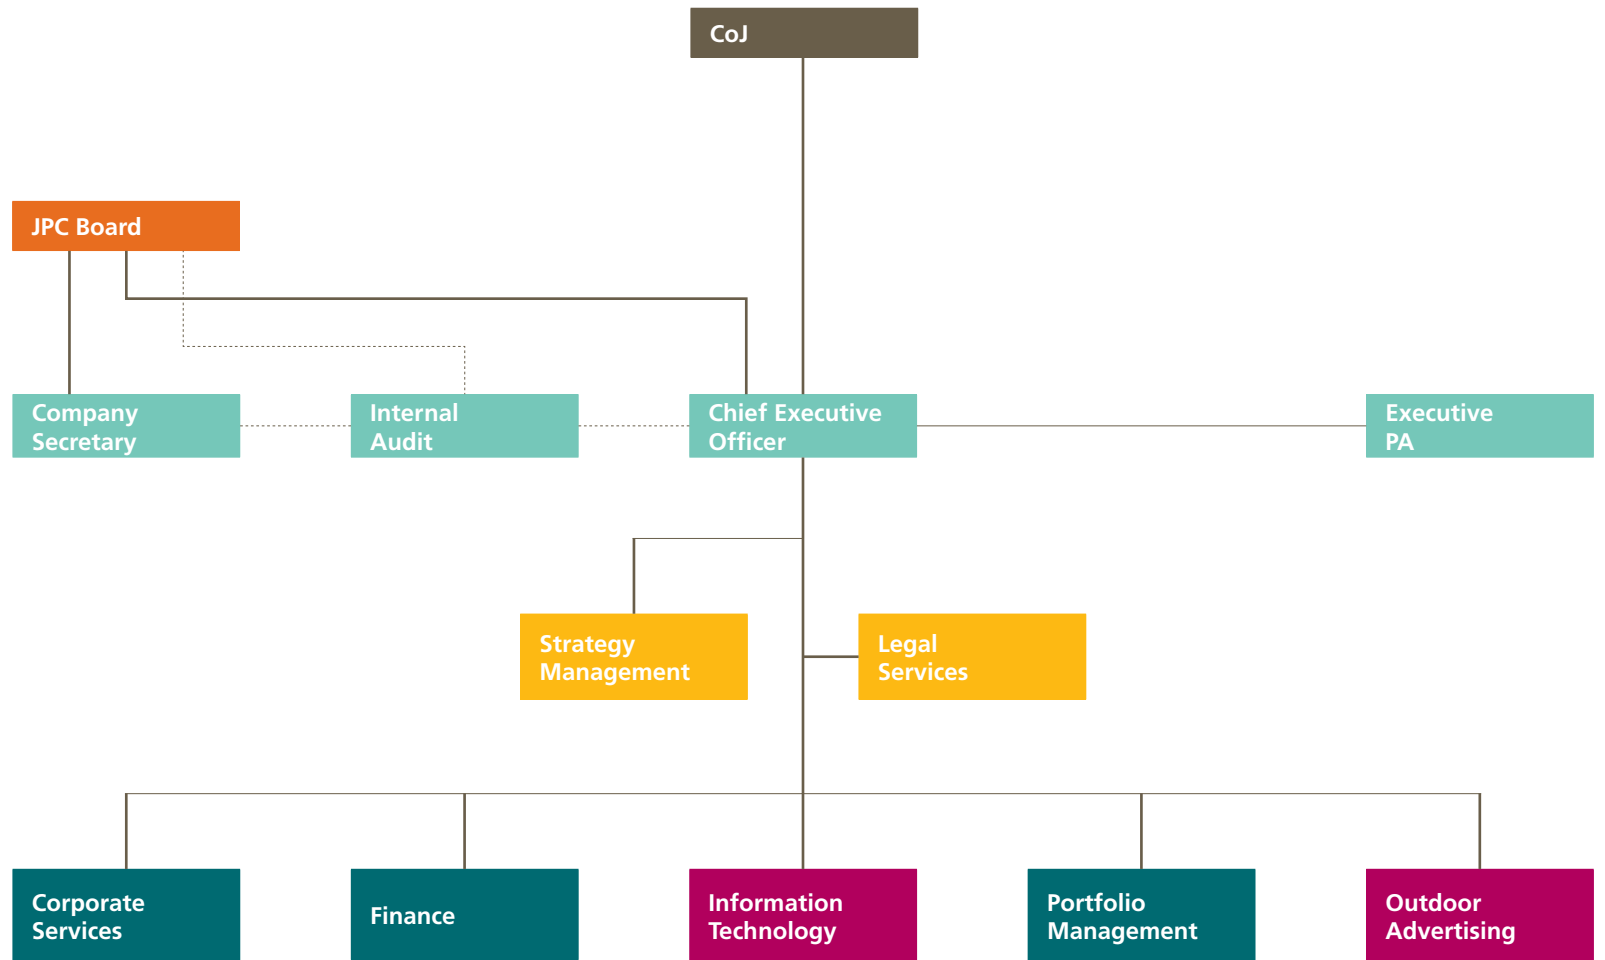 CoJ
JPC Board
Company
Secretary
Internal
Audit
Chief Executive
Officer
Executive
PA
Strategy
Management
Legal
Services
Corporate
Services
Finance
Information
Technology
Portfolio
Management
Outdoor
Advertising